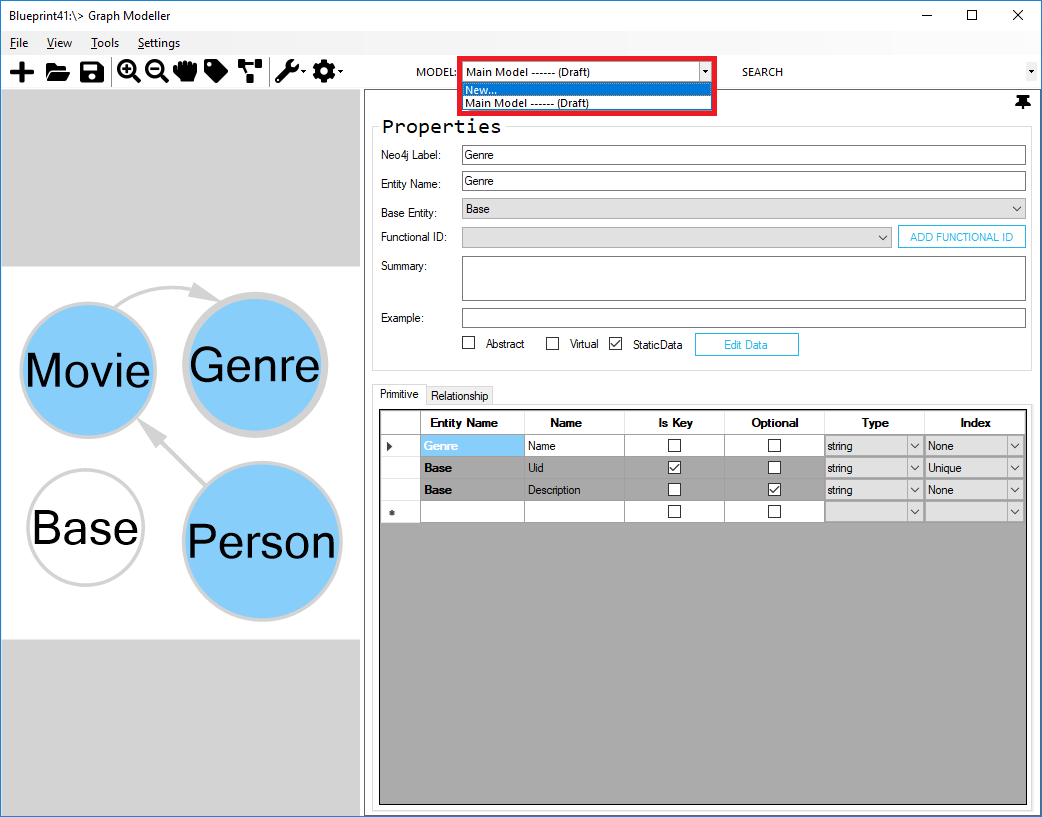 Blueprint41:\> Graph Modeller
File View Tools Settings
MODEL: Main Model ------ (Draft) SEARCH
New...
Main Model ------ (Draft)
Properties
Neo4j Label: Genre
Entity Name: Genre
Base Entity: Base
Functional ID: ADD FUNCTIONAL ID
Summary:
Example:
Abstract Virtual StaticData Edit Data
Movie
Genre
Base
Person
Primitive Relationship
Entity Name Name Is Key Optional Type Index
Genre Name string None
Base Uid string Unique
Base Description string None